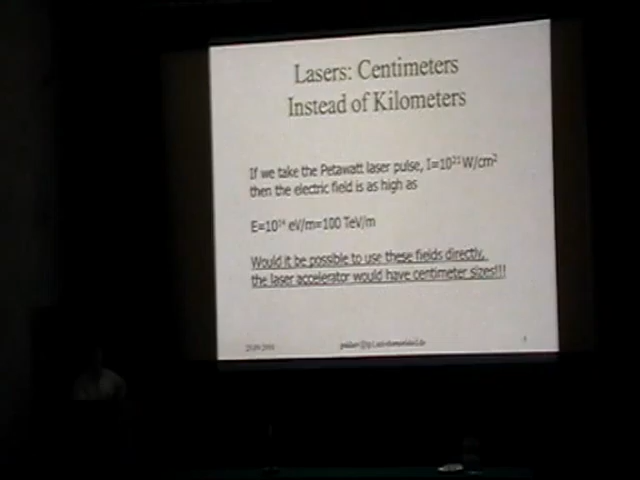 Lasers: Centimeters
Instead of Kilometers
If we take the Petawatt laser pulse, I=10²¹ W/cm²
then the electric field is as high as
E=10¹⁴ eV/m=100 TeV/m
Would it be possible to use these fields directly,
the laser accelerator would have centimeter sizes!!!